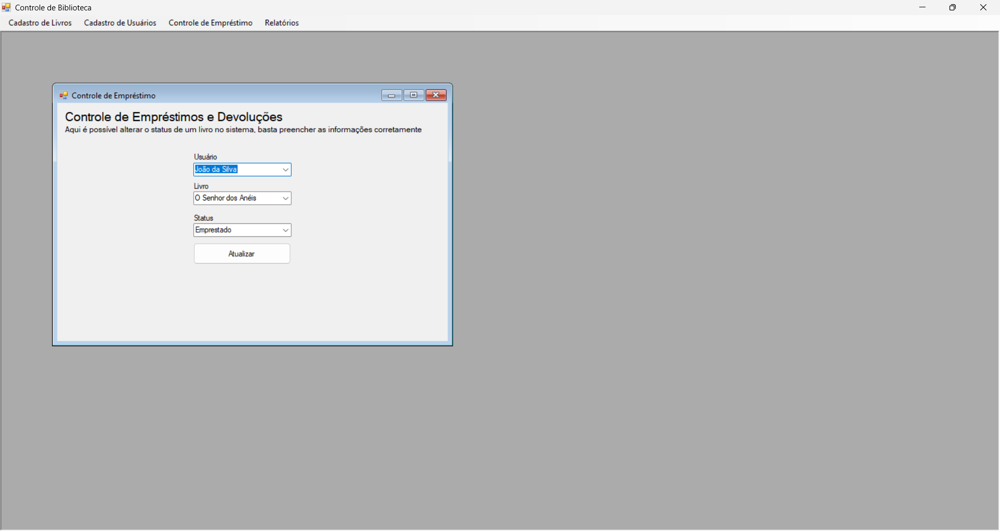 Controle de Biblioteca
Cadastro de Livros Cadastro de Usuários Controle de Empréstimo Relatórios
Controle de Empréstimo
Controle de Empréstimos e Devoluções
Aqui é possível alterar o status de um livro no sistema, basta preencher as informações corretamente
Usuário
João da Silva
Livro
O Senhor dos Anéis
Status
Emprestado
Atualizar